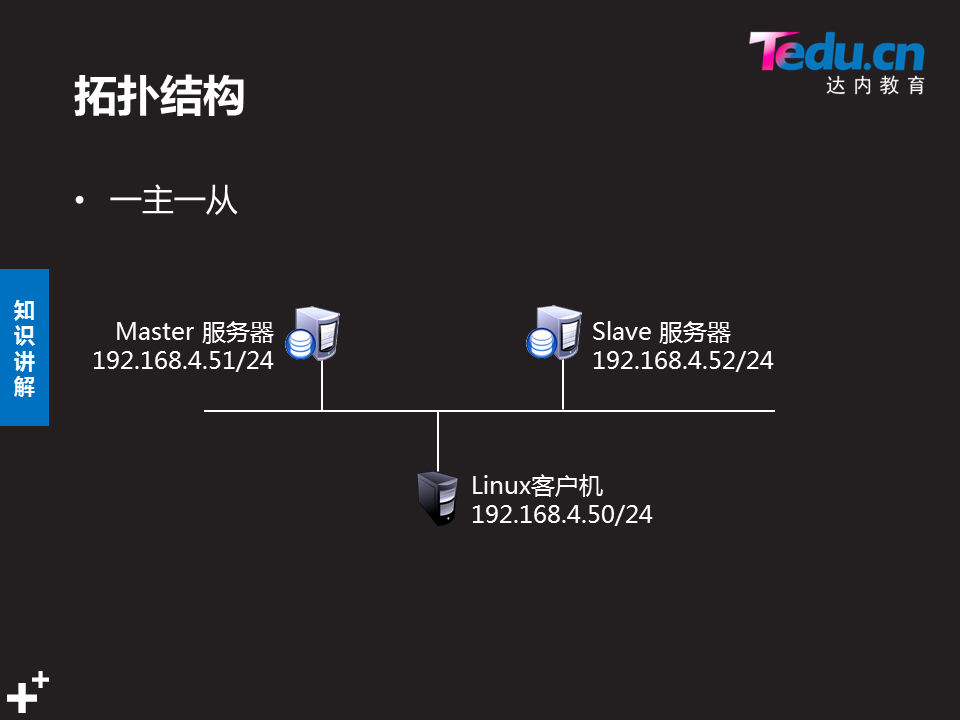 Tedu.cn
达内教育
拓扑结构
• 一主一从
知识讲解
Master 服务器
192.168.4.51/24
Slave 服务器
192.168.4.52/24
Linux客户机
192.168.4.50/24